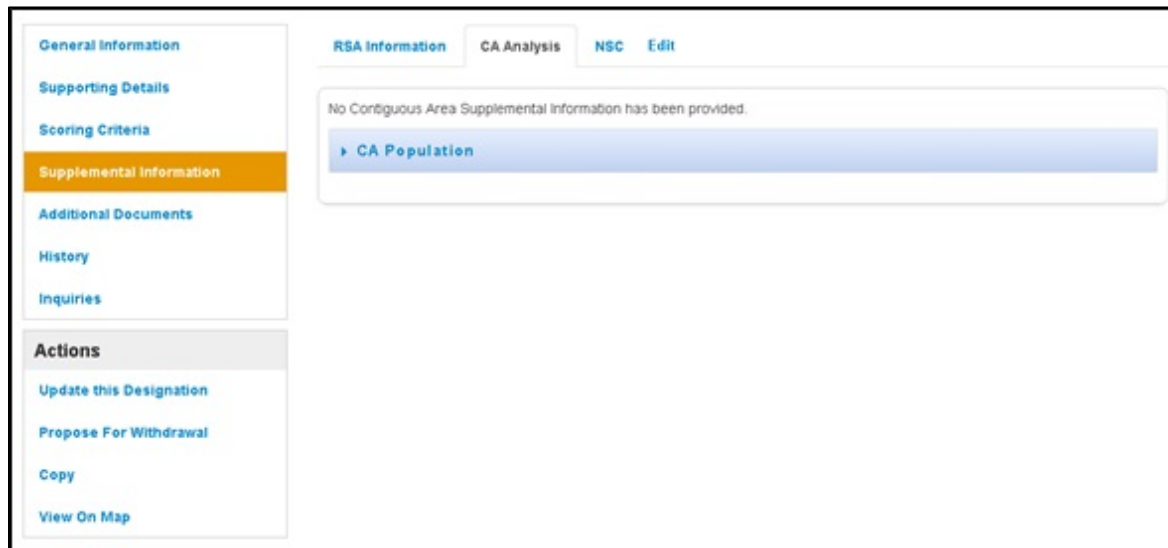 General Information
Supporting Details
Scoring Criteria
Supplemental Information
Additional Documents
History
Inquiries
Actions
Update this Designation
Propose For Withdrawal
Copy
View On Map
RSA Information CA Analysis NSC Edit
No Contiguous Area Supplemental Information has been provided.
CA Population